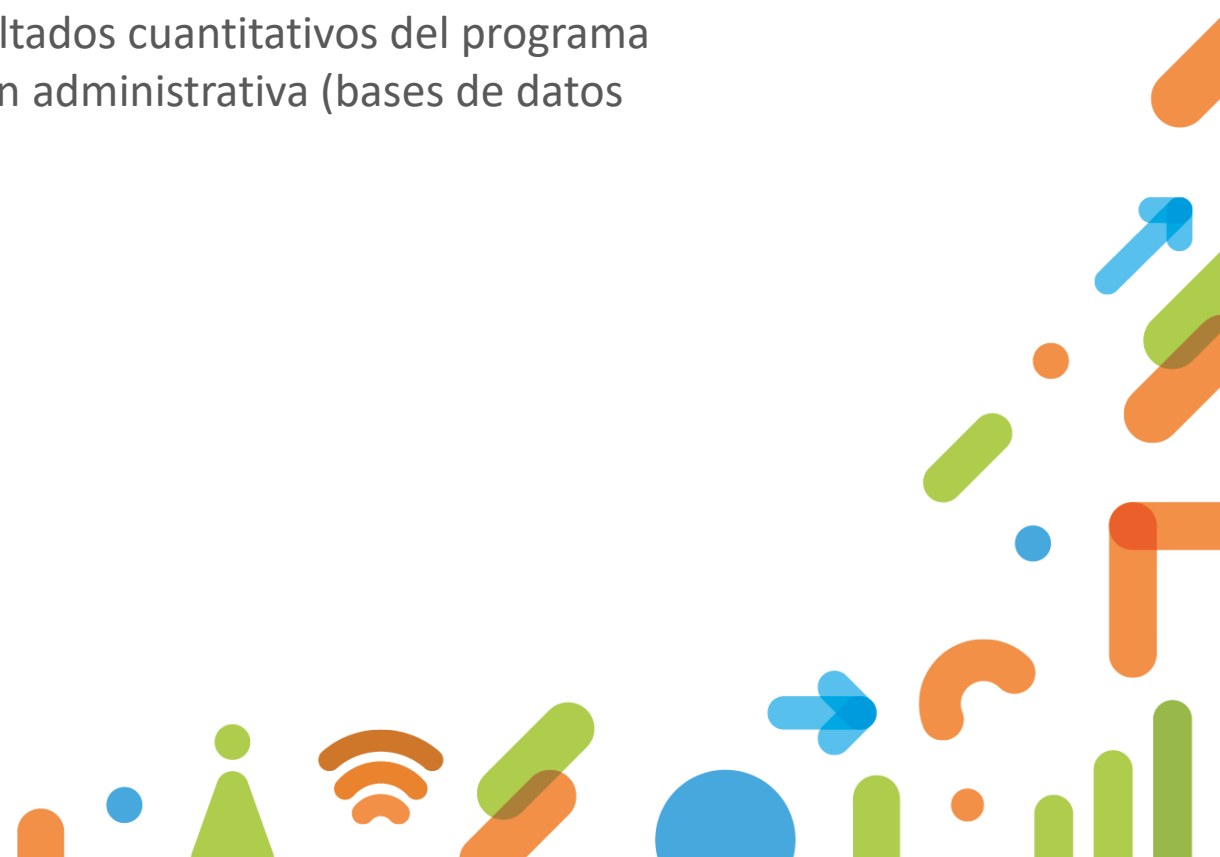 ltados cuantitativos del programa
n administrativa (bases de datos